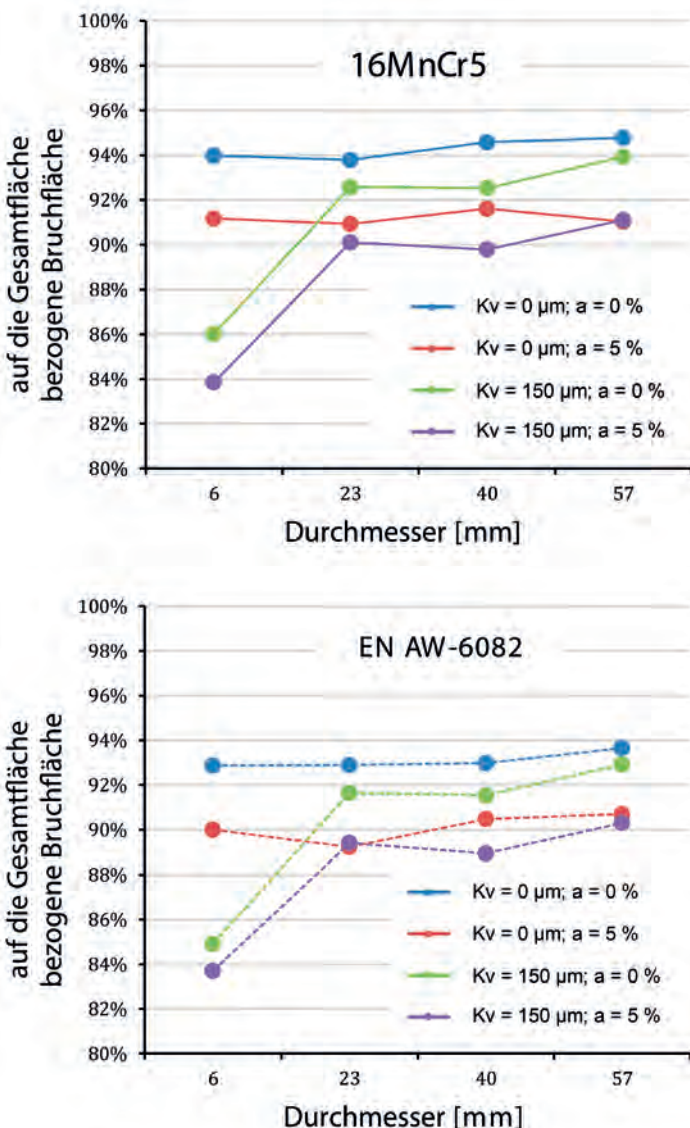 100%
16MnCr5
98%
96%
94%
92%
90%
88%
86%
84%
82%
80%
auf die Gesamtfläche
bezogene Bruchfläche
Kv = 0 µm; a = 0 %
Kv = 0 µm; a = 5 %
Kv = 150 µm; a = 0 %
Kv = 150 µm; a = 5 %
6 23 40 57
Durchmesser [mm]
100%
EN AW-6082
98%
96%
94%
92%
90%
88%
86%
84%
82%
80%
auf die Gesamtfläche
bezogene Bruchfläche
Kv = 0 µm; a = 0 %
Kv = 0 µm; a = 5 %
Kv = 150 µm; a = 0 %
Kv = 150 µm; a = 5 %
6 23 40 57
Durchmesser [mm]